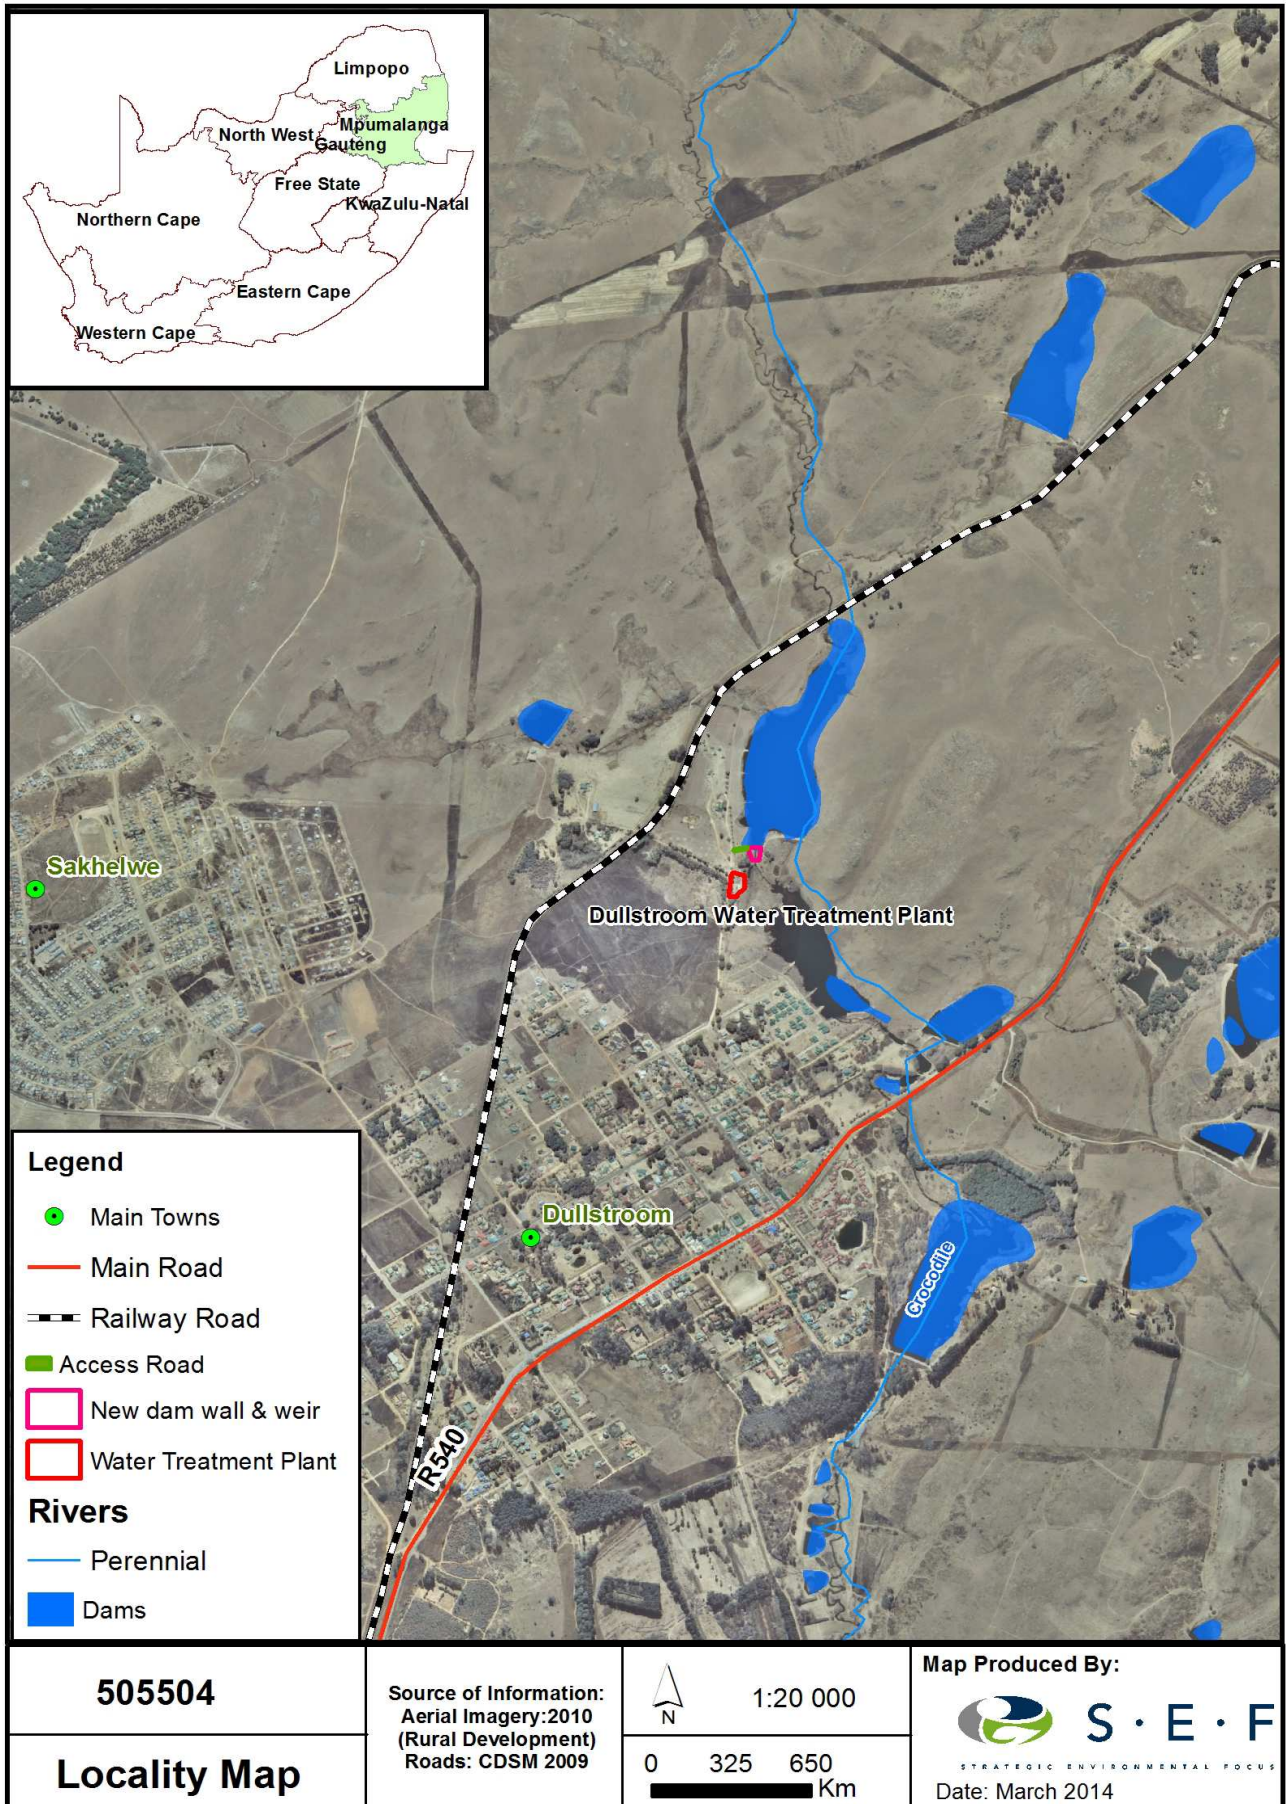 Limpopo
Mpumalanga
North West
Gauteng
Free State
KwaZulu-Natal
Northern Cape
Eastern Cape
Western Cape
Sakhelwe
Dullstroom Water Treatment Plant
Dullstroom
Crocodile
R540
Legend
Main Towns
Main Road
Railway Road
Access Road
New dam wall & weir
Water Treatment Plant
Rivers
Perennial
Dams
505504
Locality Map
Source of Information:
Aerial Imagery:2010
(Rural Development)
Roads: CDSM 2009
N
1:20 000
0 325 650
Km
Map Produced By:
S·E·F
STRATEGIC ENVIRONMENTAL FOCUS
Date: March 2014